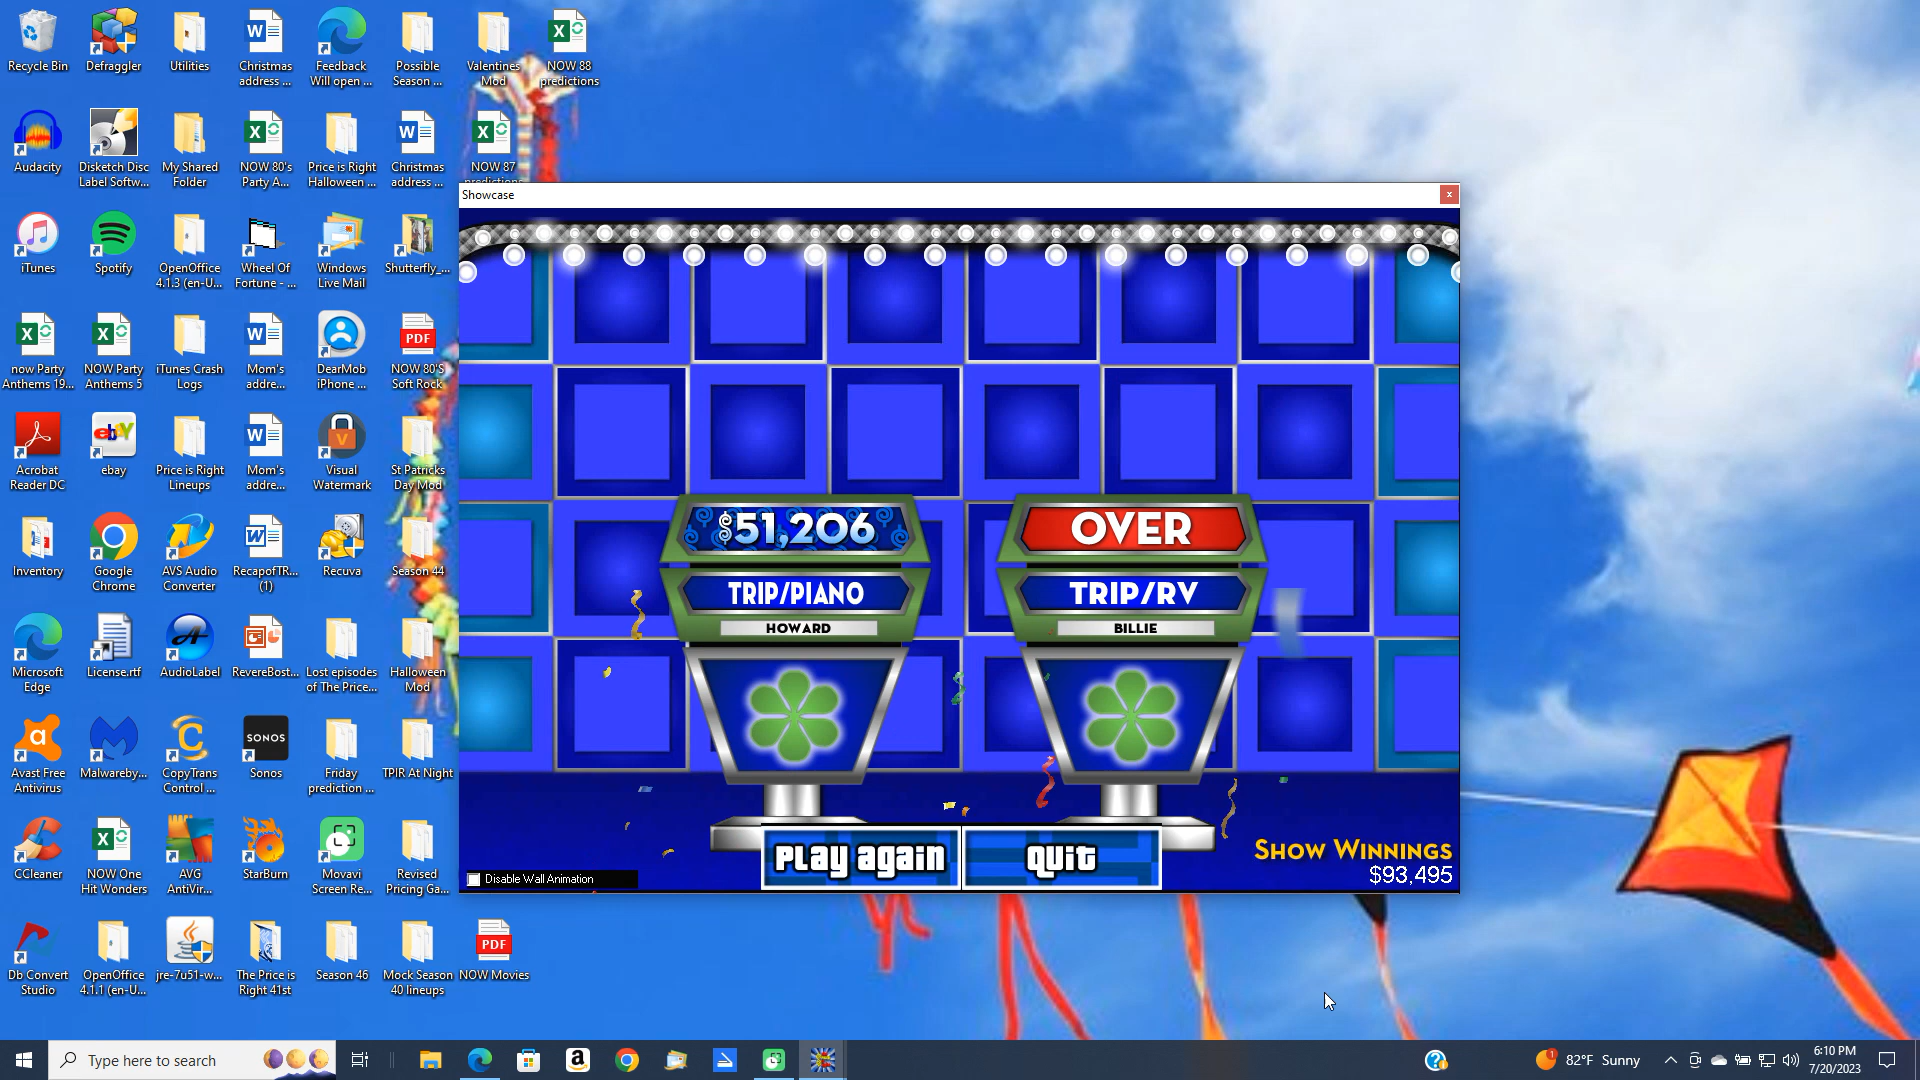 Recycle Bin
Defraggler
Utilities
Christmas
address ...
Feedback
Will open ...
Possible
Season ...
Valentines
Mod
NOW 88
predictions
Audacity
Disketch Disc
Label Softw...
My Shared
Folder
NOW 80's
Party A...
Price is Right
Halloween ...
Christmas
address ...
NOW 87
predictions
iTunes
Spotify
OpenOffice
4.1.3 (en-U...
Wheel Of
Fortune - ...
Windows
Live Mail
Shutterfly_...
now Party
Anthems 19...
NOW Party
Anthems 5
iTunes Crash
Logs
Mom's
addre...
DearMob
iPhone ...
PDF
NOW 80'S
Soft Rock
Acrobat
Reader DC
ebay
ebay
Price is Right
Lineups
Mom's
addre...
Visual
Watermark
St Patricks
Day Mod
Inventory
Google
Chrome
AVS Audio
Converter
RecapofTR...
(1)
Recuva
Season 44
Microsoft
Edge
License.rtf
AudioLabel
RevereBost...
Lost episodes
of The Price...
Halloween
Mod
Avast Free
Antivirus
Malwareby...
CopyTrans
Control ...
SONOS
Sonos
Friday
prediction ...
TPIR At Night
CCleaner
NOW One
Hit Wonders
AVG
AntiVir...
StarBurn
Movavi
Screen Re...
Revised
Pricing Ga...
Db Convert
Studio
OpenOffice
4.1.1 (en-U...
jre-7u51-w...
The Price is
Right 41st
Season 46
Mock Season
40 lineups
PDF
NOW Movies
Showcase
$51,206
TRIP/PIANO
HOWARD
OVER
TRIP/RV
BILLIE
play again
quit
Show Winnings
$93,495
Disable Wall Animation
Type here to search
82°F Sunny
6:10 PM
7/20/2023